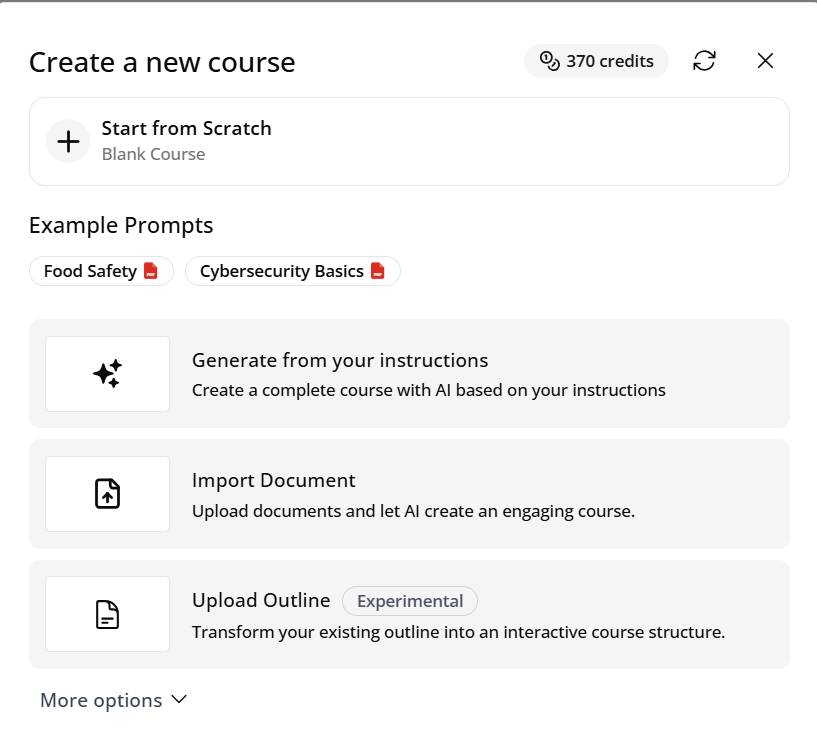 Create a new course
370 credits
Start from Scratch
Blank Course
Example Prompts
Food Safety PDF
Cybersecurity Basics PDF
Generate from your instructions
Create a complete course with AI based on your instructions
Import Document
Upload documents and let AI create an engaging course.
Upload Outline Experimental
Transform your existing outline into an interactive course structure.
More options